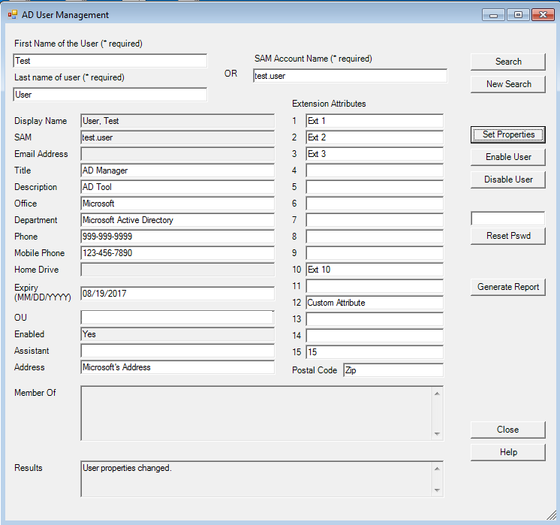 AD User Management
First Name of the User (* required)
Test
Last name of user (* required)
User
OR
SAM Account Name (* required)
test.user
Search
New Search
Display Name User, Test
SAM test.user
Email Address
Title AD Manager
Description AD Tool
Office Microsoft
Department Microsoft Active Directory
Phone 999-999-9999
Mobile Phone 123-456-7890
Home Drive
Expiry
(MM/DD/YYYY) 08/19/2017
OU
Enabled Yes
Assistant
Address Microsoft's Address
Extension Attributes
1 Ext 1
2 Ext 2
3 Ext 3
4
5
6
7
8
9
10 Ext 10
11
12 Custom Attribute
13
14
15 15
Postal Code Zip
Set Properties
Enable User
Disable User
Reset Pswd
Generate Report
Member Of
Close
Help
Results User properties changed.